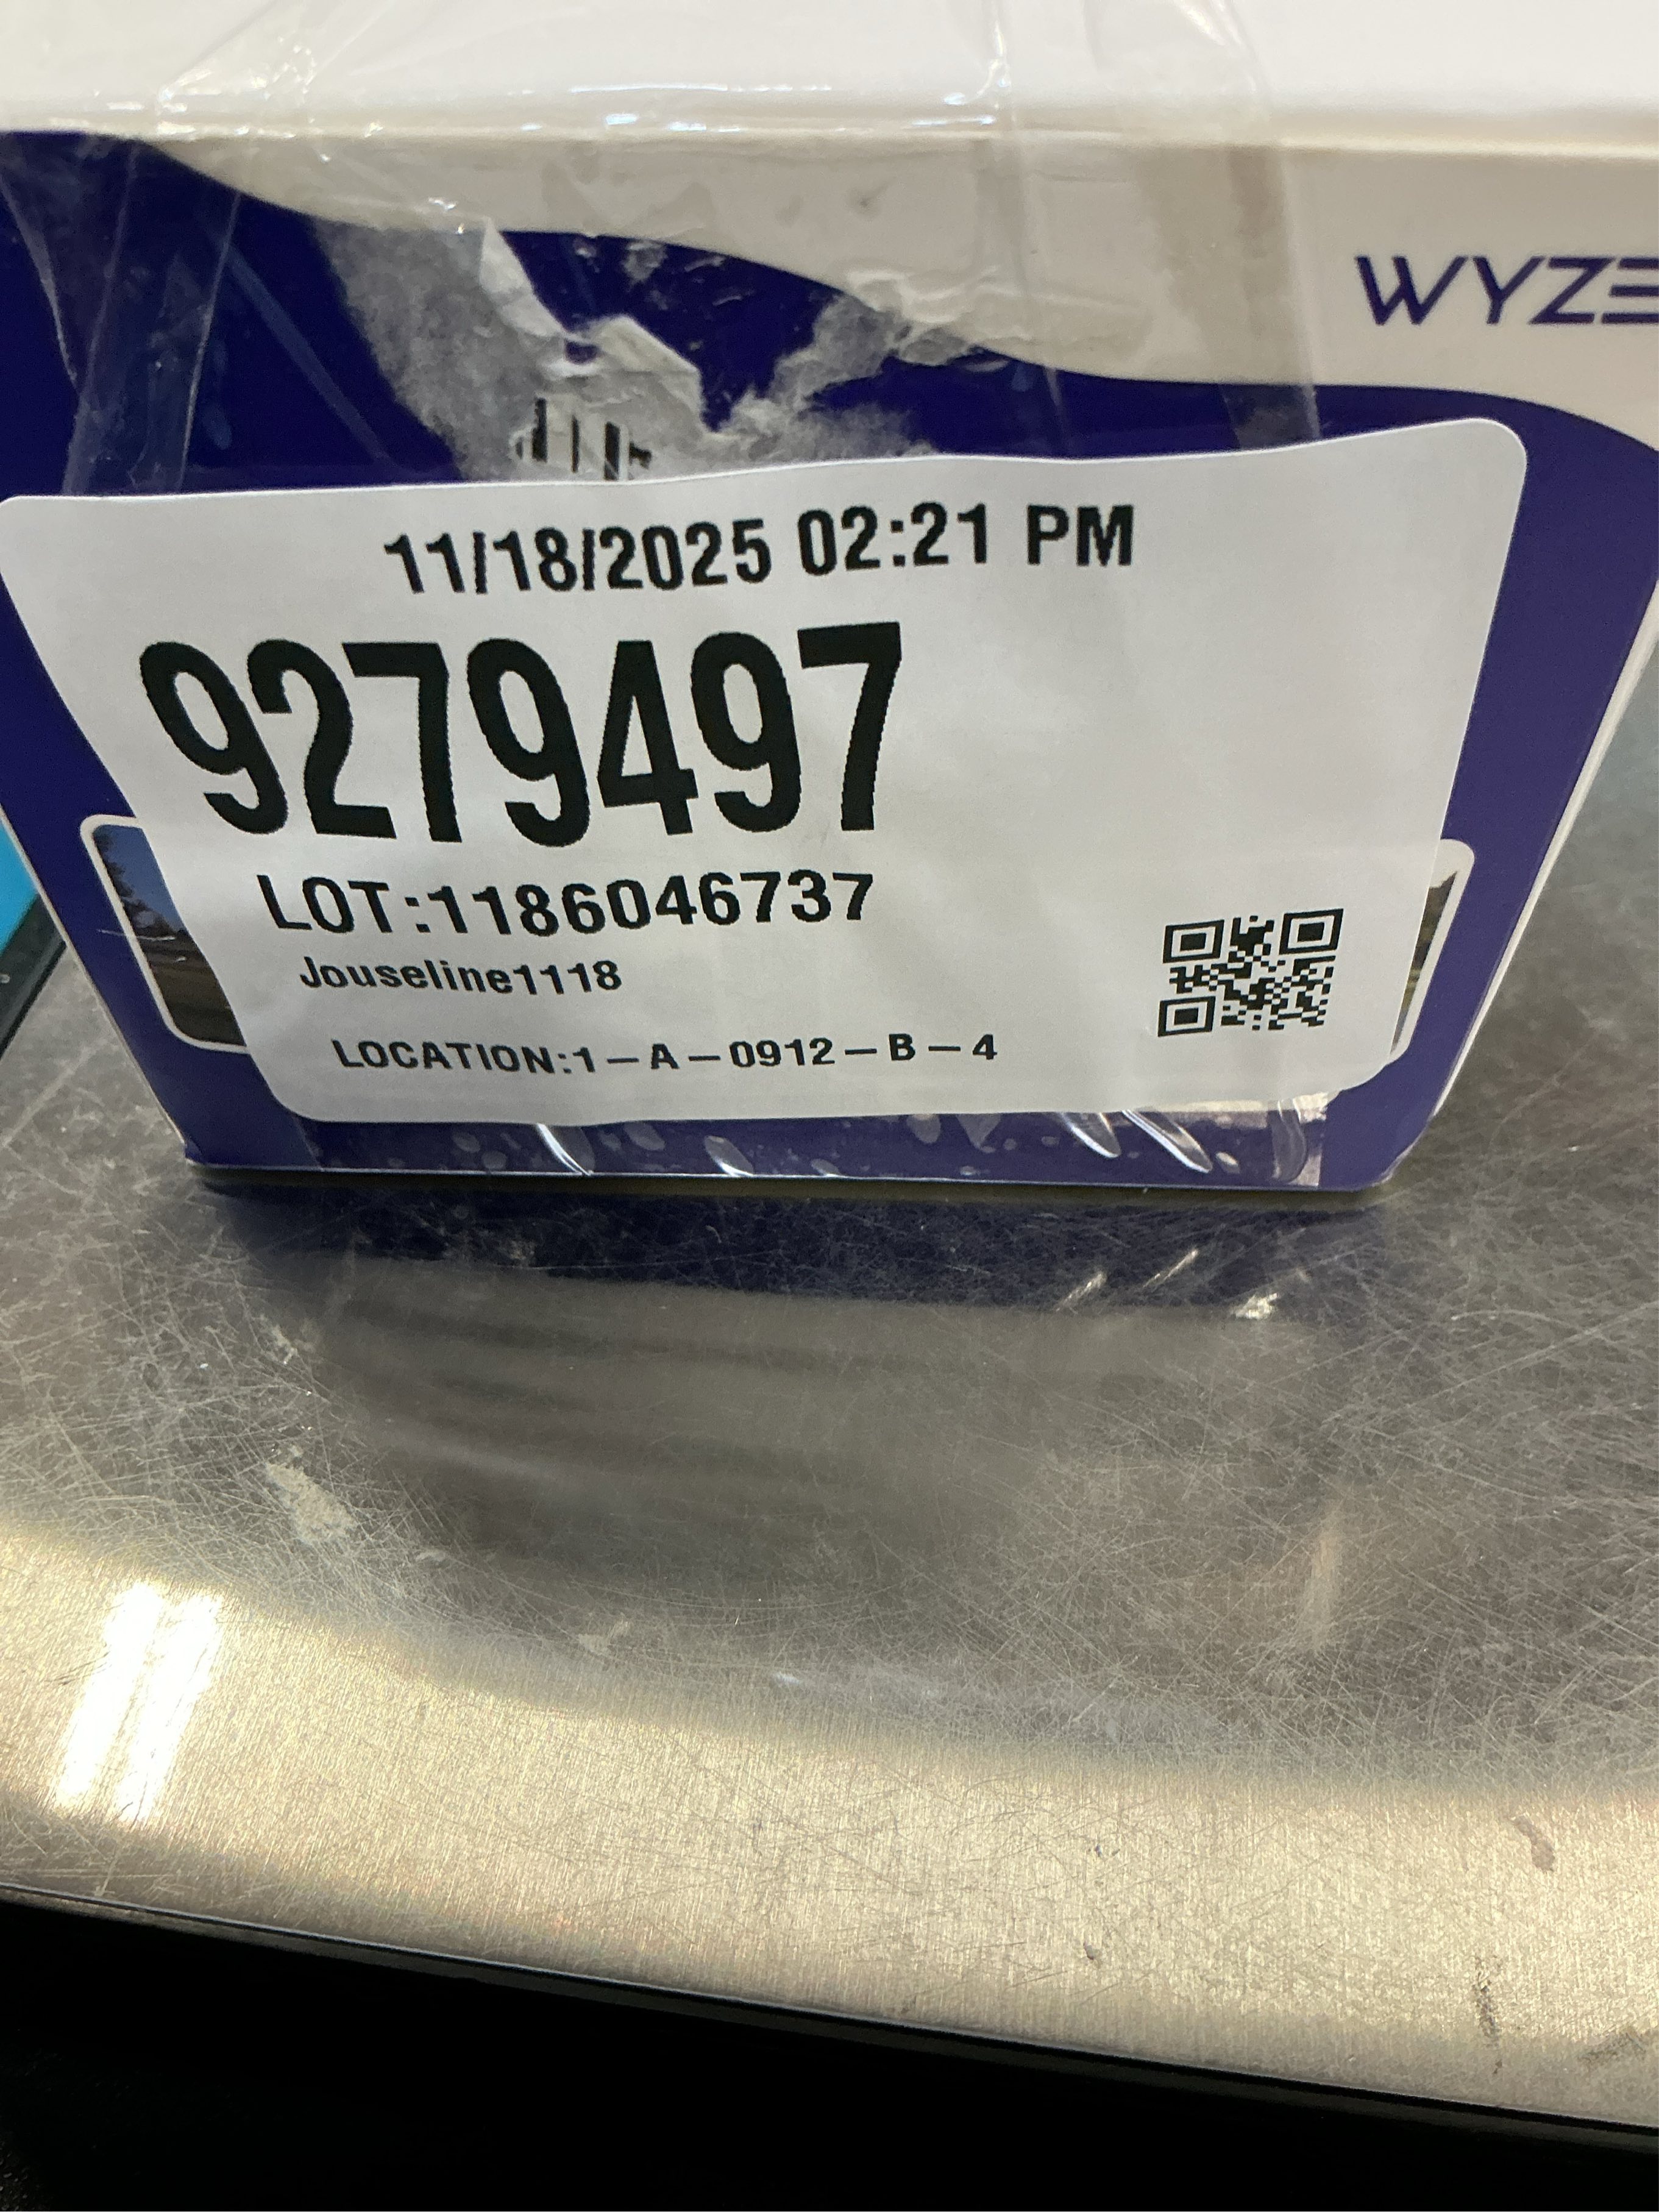 WYZE
11/18/2025 02:21 PM
9279497
LOT:1186046737
Jouseline1118
LOCATION:1-A-0912-B-4